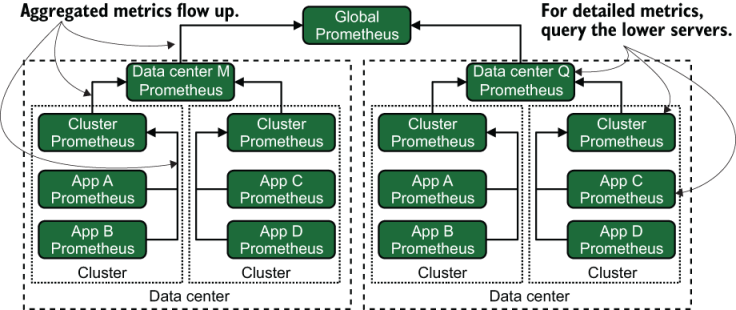 Aggregated metrics flow up.
Global
Prometheus
For detailed metrics,
query the lower servers.
Data center M
Prometheus
Data center Q
Prometheus
Cluster
Prometheus
Cluster
Prometheus
Cluster
Prometheus
Cluster
Prometheus
App A
Prometheus
App C
Prometheus
App A
Prometheus
App C
Prometheus
App B
Prometheus
App D
Prometheus
App B
Prometheus
App D
Prometheus
Cluster
Cluster
Cluster
Cluster
Data center
Data center